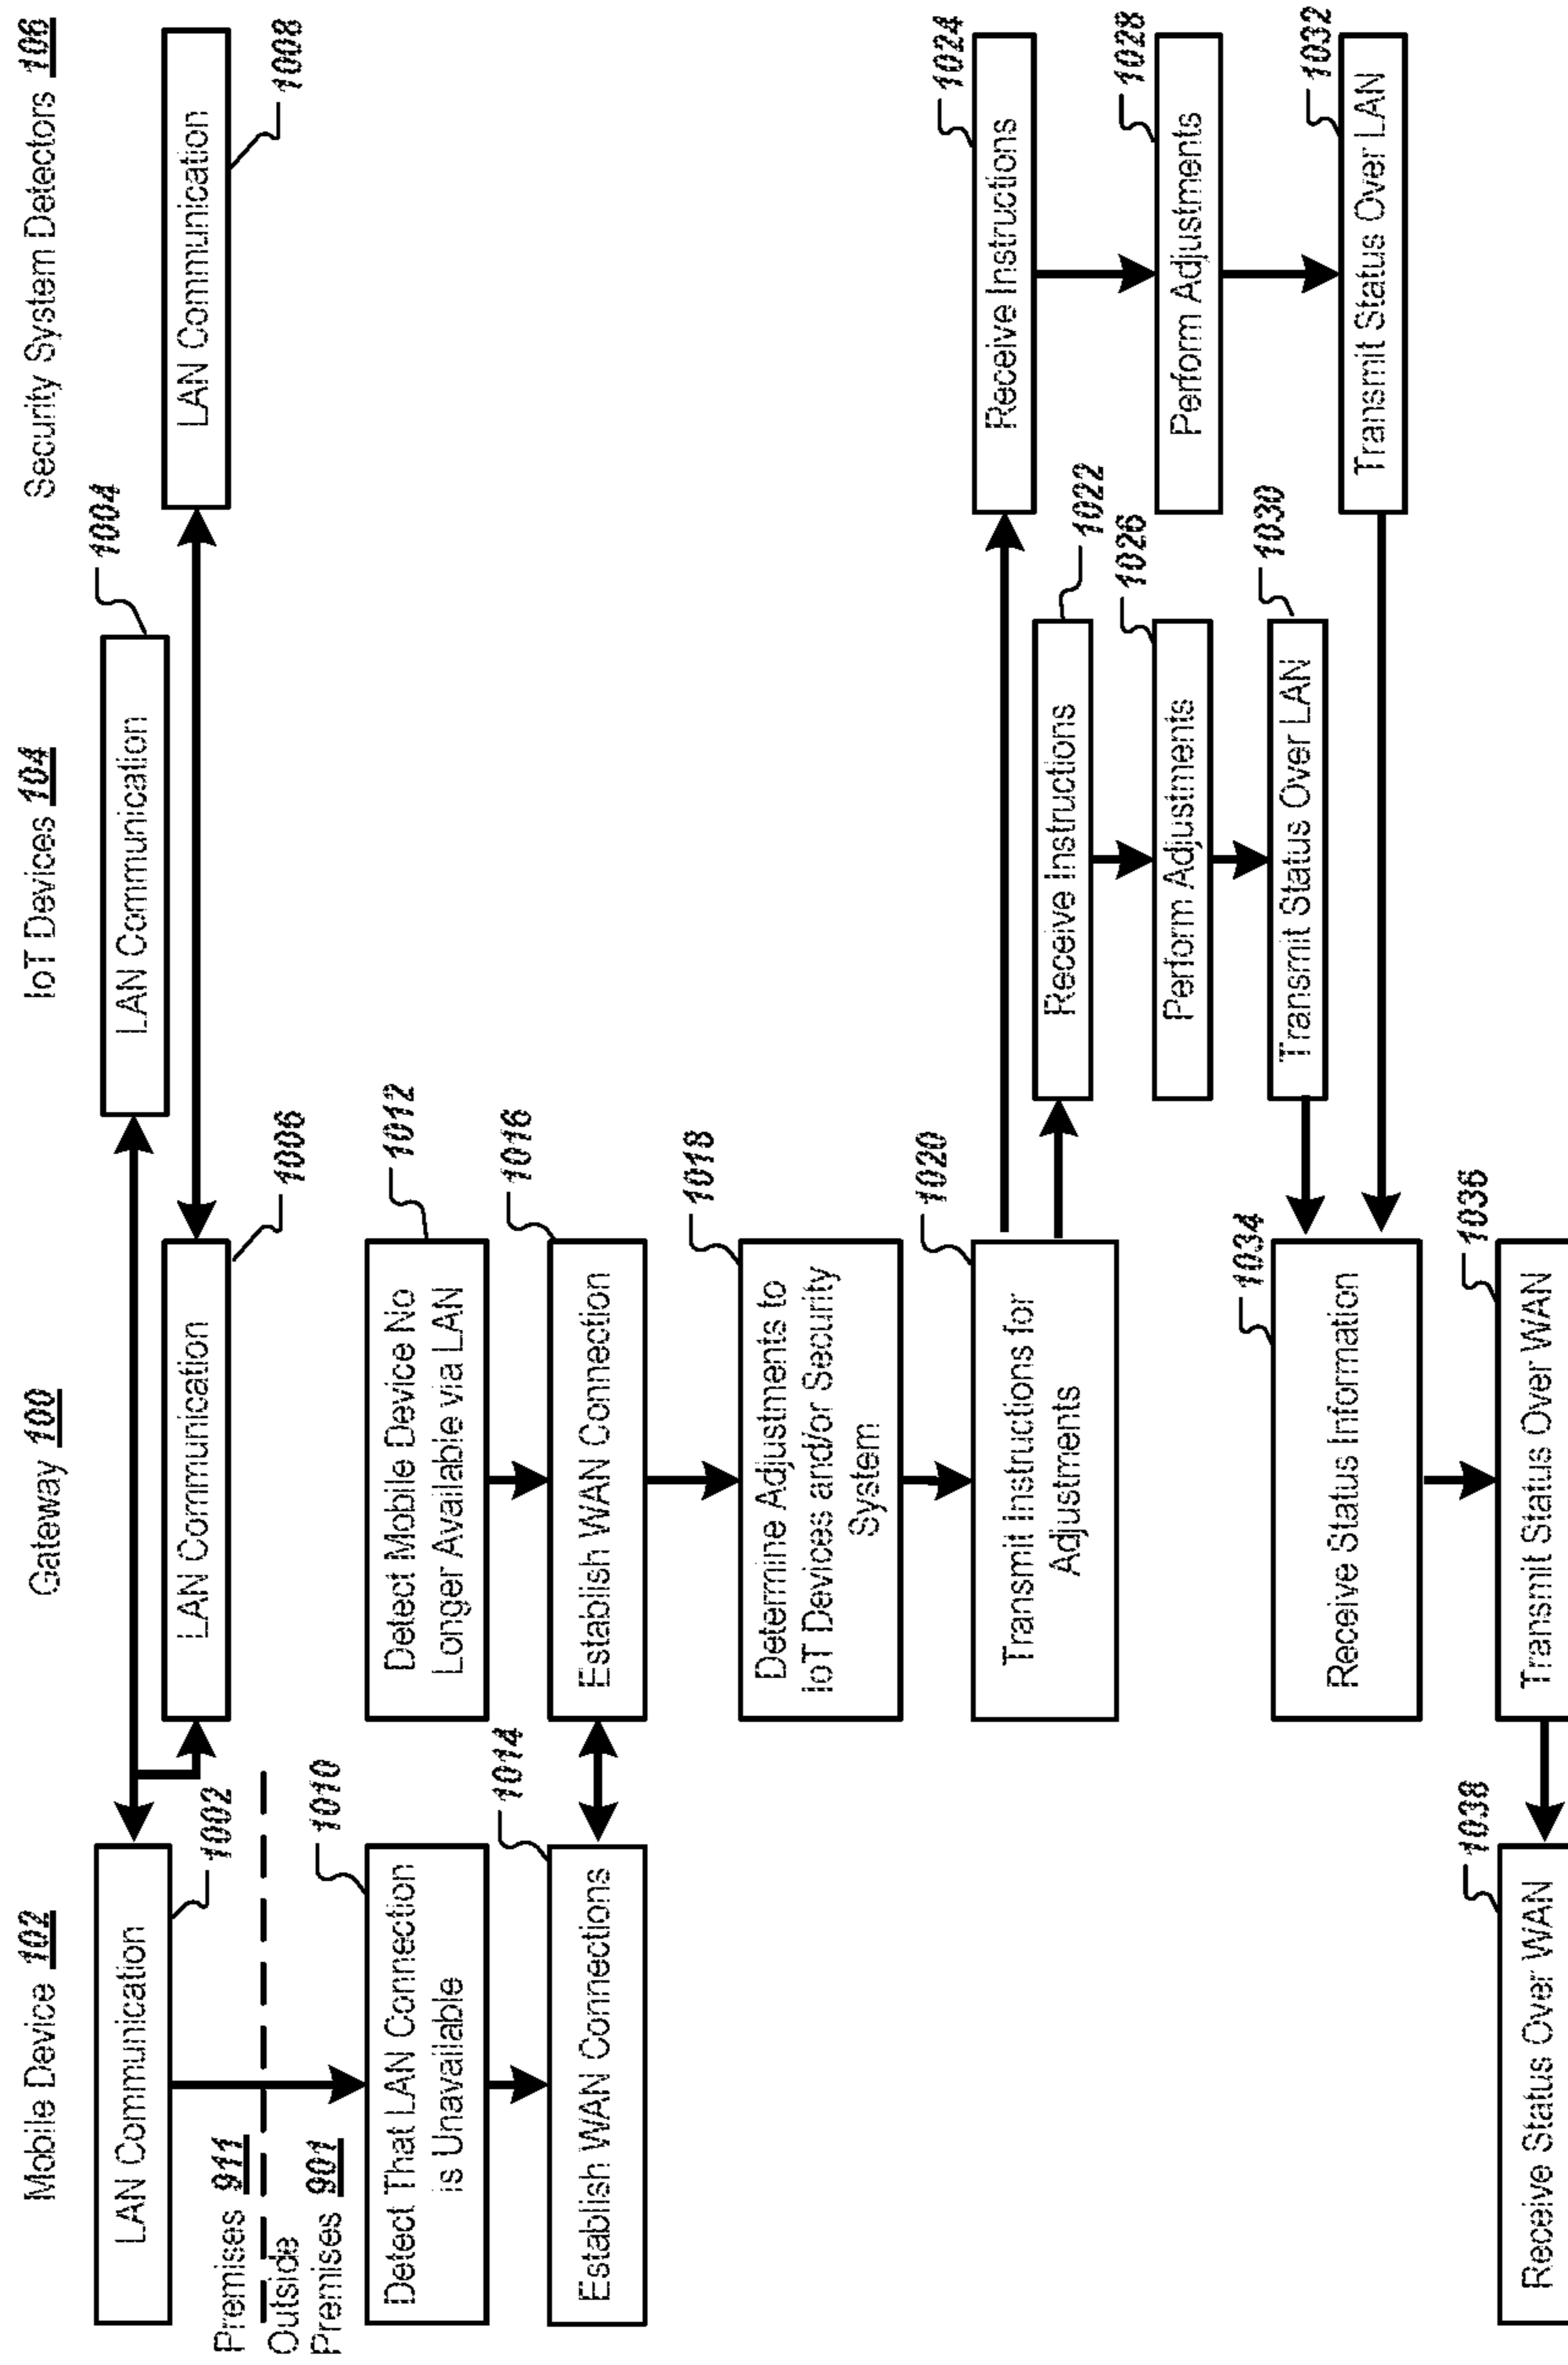 Mobile Device 102
Gateway 100
IoT Devices 104
Security System Detectors 106
LAN Communication
1002
LAN Communication
1004
LAN Communication
1006
LAN Communication
1008
Premises 911
Outside
Premises 901
Detect That LAN Connection
is Unavailable
1010
Detect Mobile Device No
Longer Available via LAN
1012
Establish WAN Connections
1014
Establish WAN Connection
1016
Determine Adjustments to
IoT Devices and/or Security
System
1018
Transmit Instructions for
Adjustments
1020
Receive Instructions
1022
Receive Instructions
1024
Perform Adjustments
1026
Perform Adjustments
1028
Transmit Status Over LAN
1030
Transmit Status Over LAN
1032
Receive Status Information
1034
Transmit Status Over WAN
1036
Receive Status Over WAN
1038